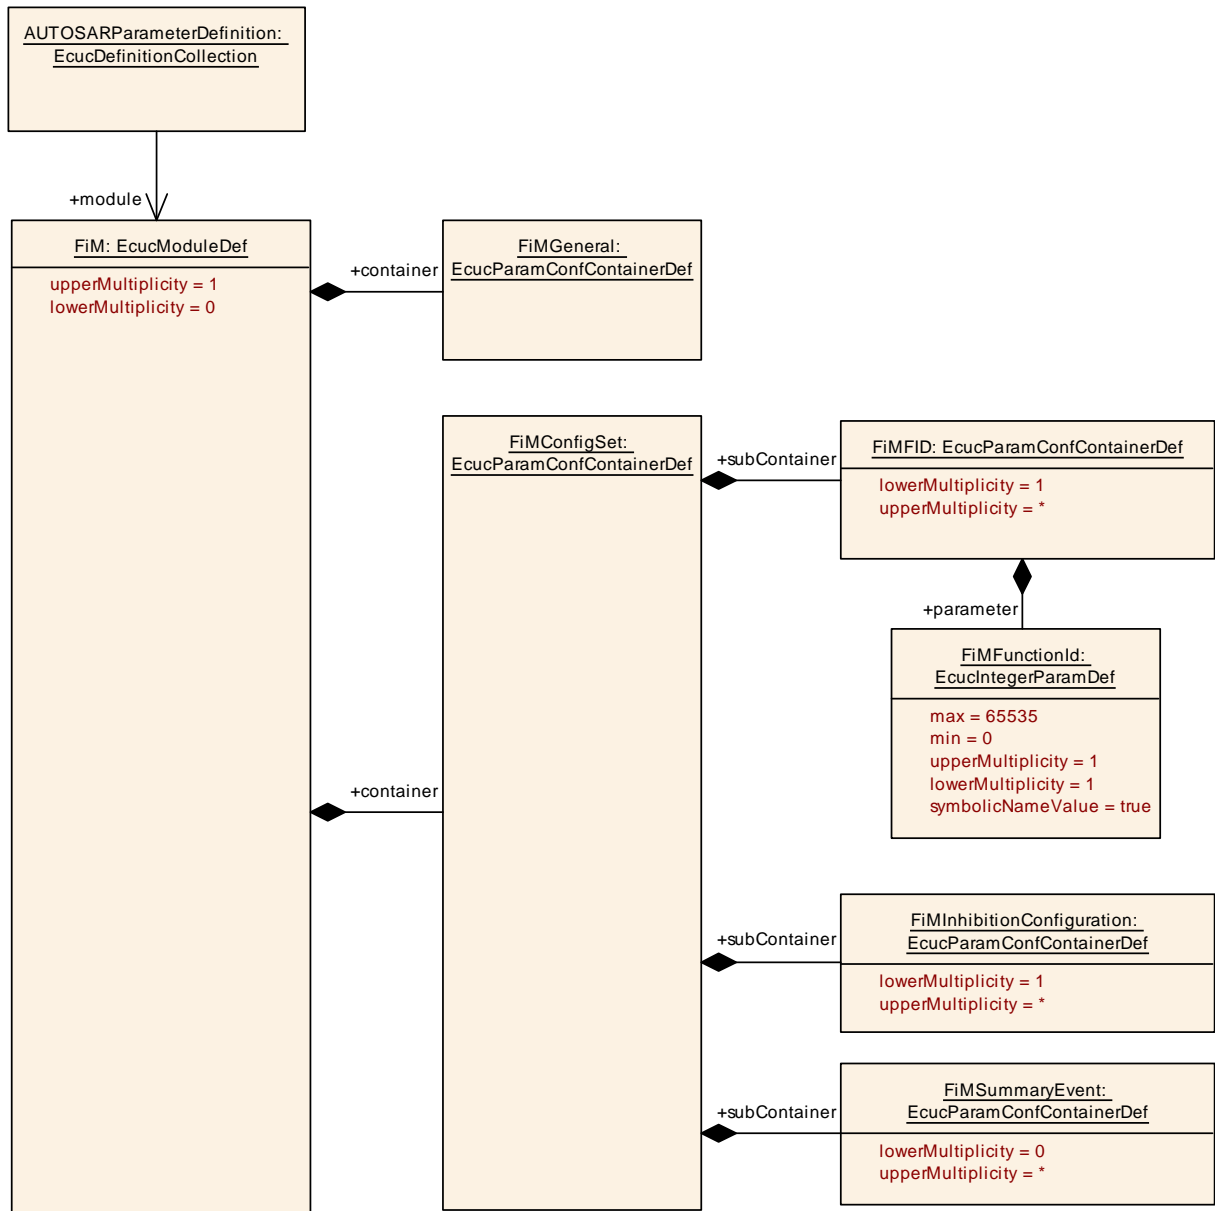 AUTOSARParameterDefinition:
EcucDefinitionCollection
+module
FiM: EcucModuleDef
upperMultiplicity = 1
lowerMultiplicity = 0
+container
FiMGeneral:
EcucParamConfContainerDef
FiMConfigSet:
EcucParamConfContainerDef
+subContainer
FiMFID: EcucParamConfContainerDef
lowerMultiplicity = 1
upperMultiplicity = *
+parameter
FiMFunctionId:
EcucIntegerParamDef
max = 65535
min = 0
upperMultiplicity = 1
lowerMultiplicity = 1
symbolicNameValue = true
+container
+subContainer
FiMInhibitionConfiguration:
EcucParamConfContainerDef
lowerMultiplicity = 1
upperMultiplicity = *
+subContainer
FiMSummaryEvent:
EcucParamConfContainerDef
lowerMultiplicity = 0
upperMultiplicity = *